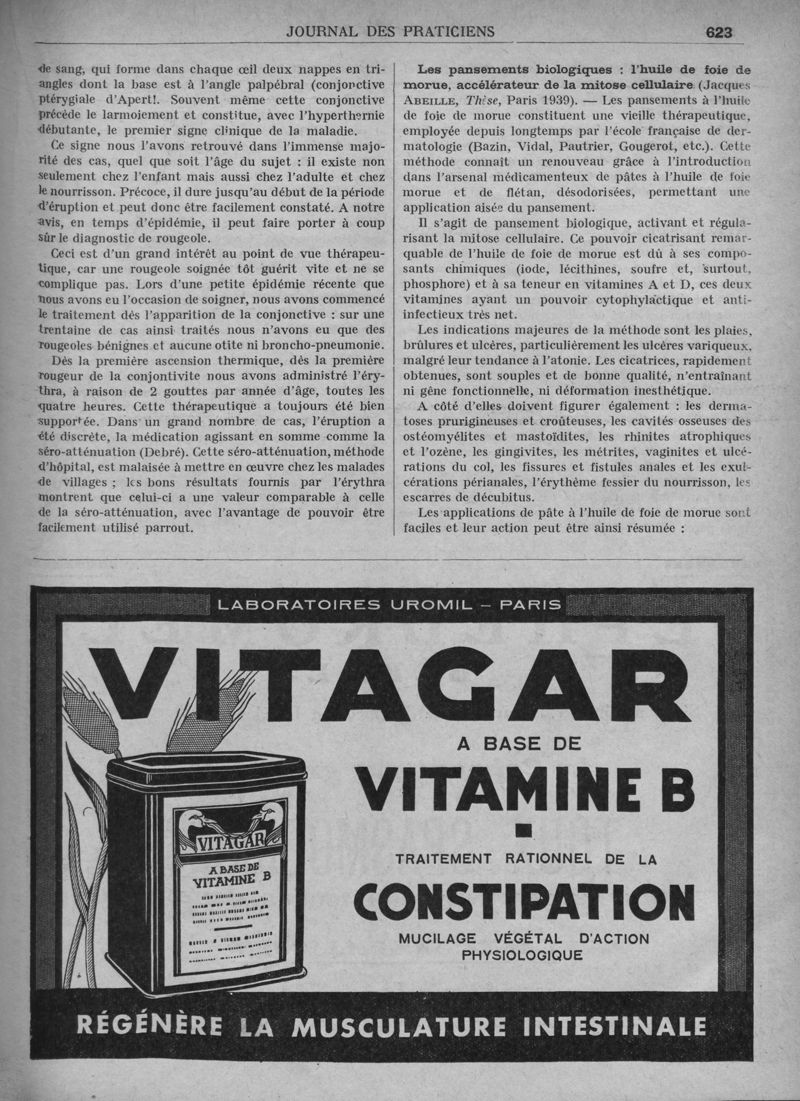 JOURNAL DES PRATICIENS
623
de sang, qui forme dans chaque œil deux nappes en tri-
angles dont la base est à l'angle palpébral (conjonctive
ptérygiale d'Apert!. Souvent même cette conjonctive
précède le larmoiement et constitue, avec l'hyperthernie
débutante, le premier signe clinique de la maladie.
Ce signe nous l'avons retrouvé dans l'immense majo-
rité des cas, quel que soit l'âge du sujet : il existe non
seulement chez l'enfant mais aussi chez l'adulte et chez
le nourrisson. Précoce, il dure jusqu'au début de la période
d'éruption et peut donc être facilement constaté. A notre
avis, en temps d'épidémie, il peut faire porter à coup
sûr le diagnostic de rougeole.
Ceci est d'un grand intérêt au point de vue thérapeu-
tique, car une rougeole soignée tôt guérit vite et ne se
complique pas. Lors d'une petite épidémie récente que
nous avons eu l'occasion de soigner, nous avons commencé
le traitement dès l'apparition de la conjonctive : sur une
trentaine de cas ainsi traités nous n'avons eu que des
rougeoles bénignes et aucune otite ni broncho-pneumonie.
Dès la première ascension thermique, dès la première
rougeur de la conjontivite nous avons administré l'éry-
thra, à raison de 2 gouttes par année d'âge, toutes les
quatre heures. Cette thérapeutique a toujours été bien
supportée. Dans un grand nombre de cas, l'éruption a
été discrète, la médication agissant en somme comme la
séro-atténuation (Debré). Cette séro-atténuation, méthode
d'hôpital, est malaisée à mettre en œuvre chez les malades
de villages ; les bons résultats fournis par l'érythra
montrent que celui-ci a une valeur comparable à celle
de la séro-atténuation, avec l'avantage de pouvoir être
facilement utilisé parrout.
Les pansements biologiques : l'huile de foie de
morue, accélérateur de la mitose cellulaire (Jacques
ABEILLE, Thèse, Paris 1939). — Les pansements à l'huile
de foie de morue constituent une vieille thérapeutique,
employée depuis longtemps par l'école française de der-
matologie (Bazin, Vidal, Pautrier, Gougerot, etc.). Cette
méthode connaît un renouveau grâce à l'introduction
dans l'arsenal médicamenteux de pâtes à l'huile de foie
morue et de flétan, désodorisées, permettant une
application aisée du pansement.
Il s'agit de pansement biologique, activant et régula-
risant la mitose cellulaire. Ce pouvoir cicatrisant remar-
quable de l'huile de foie de morue est dû à ses compo-
sants chimiques (iode, lécithines, soufre et, surtout,
phosphore) et à sa teneur en vitamines A et D, ces deux
vitamines ayant un pouvoir cytophylactique et anti-
infectieux très net.
Les indications majeures de la méthode sont les plaies,
brûlures et ulcères, particulièrement les ulcères variqueux,
malgré leur tendance à l'atonie. Les cicatrices, rapidement
obtenues, sont souples et de bonne qualité, n'entraînant
ni gêne fonctionnelle, ni déformation inesthétique.
A côté d'elles doivent figurer également : les derma-
toses prurigineuses et croûteuses, les cavités osseuses des
ostéomyélites et mastoïdites, les rhinites atrophiques
et l'ozène, les gingivites, les métrites, vaginites et ulcé-
rations du col, les fissures et fistules anales et les exul-
cérations périanales, l'érythème fessier du nourrisson, les
escarres de décubitus.
Les applications de pâte à l'huile de foie de morue sont
faciles et leur action peut être ainsi résumée :
LABORATOIRES UROMIL – PARIS
VITAGAR
A BASE DE
VITAMINE B
TRAITEMENT RATIONNEL DE LA
CONSTIPATION
MUCILAGE VÉGÉTAL D'ACTION
PHYSIOLOGIQUE
VITAGAR
A BASE DE
VITAMINE B
RÉGÉNÈRE LA MUSCULATURE INTESTINALE